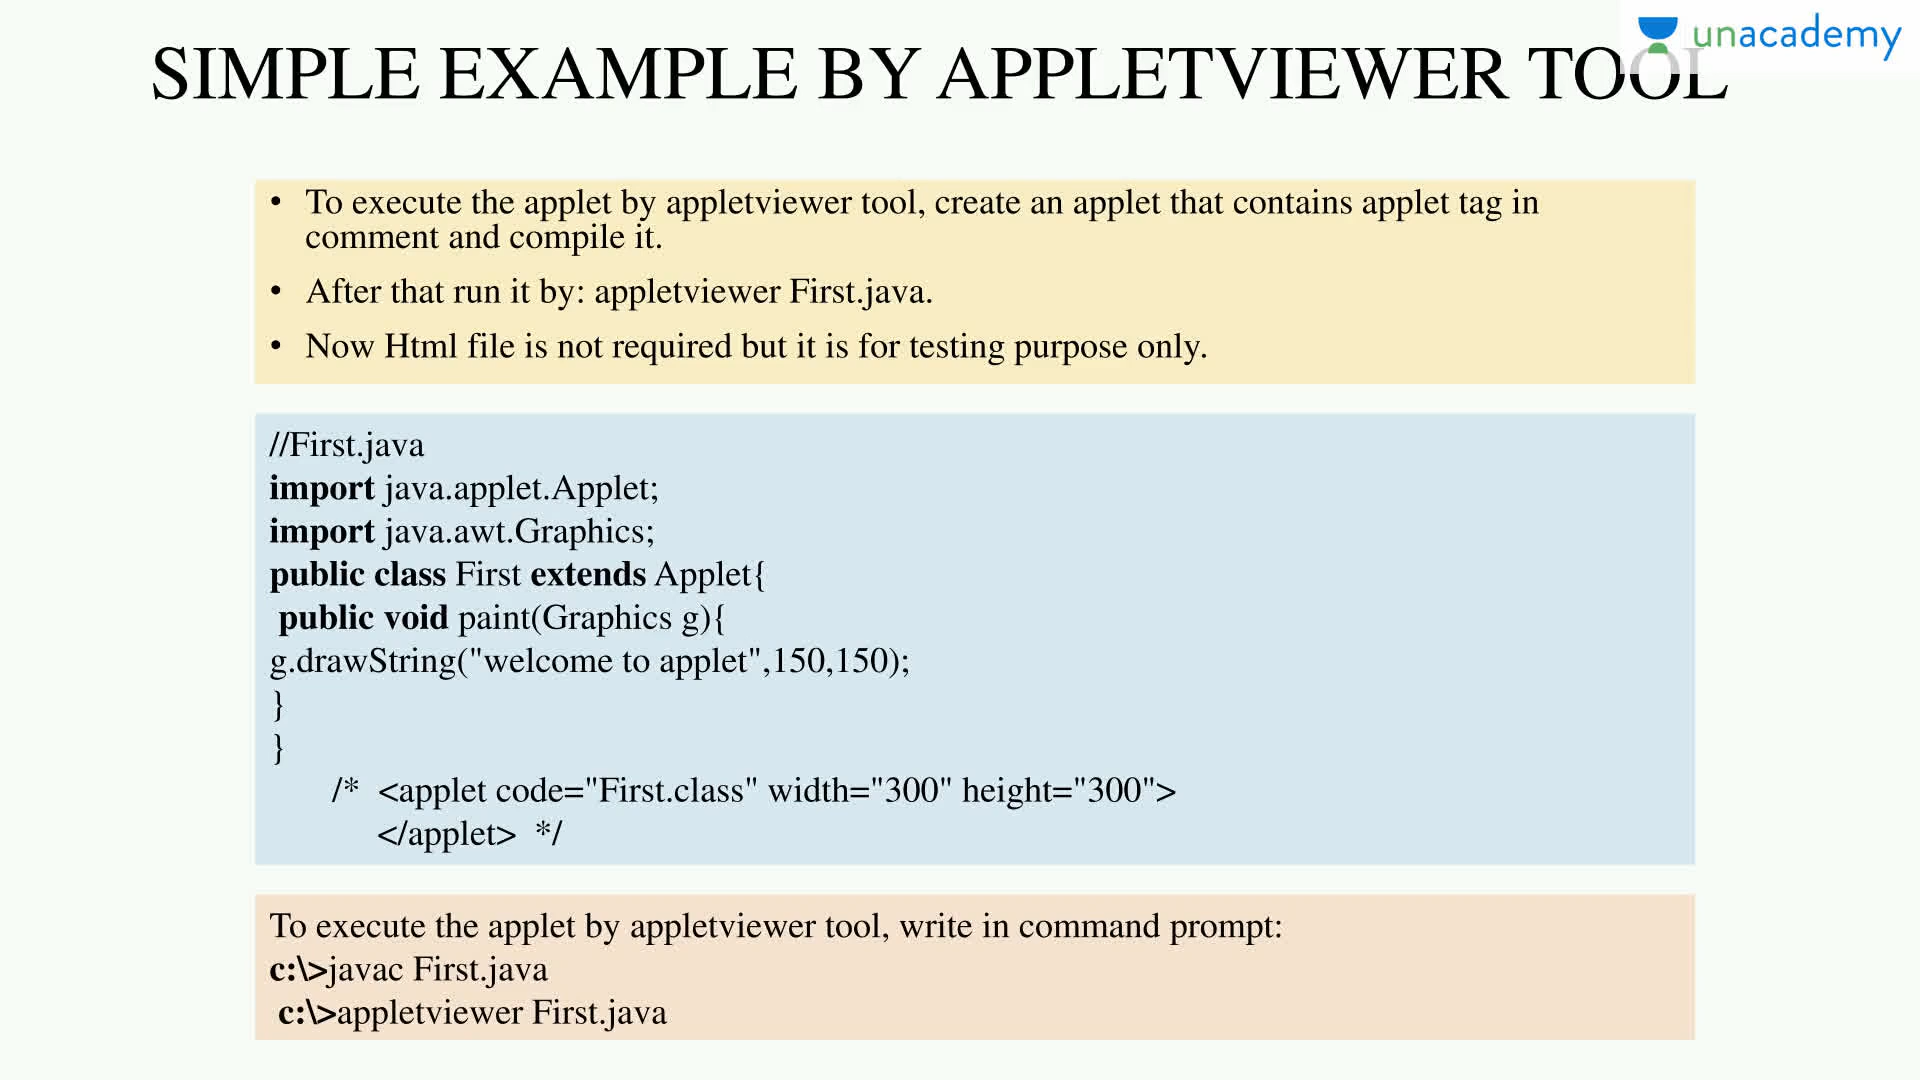 unacademy
SIMPLE EXAMPLE BY APPLETVIEWER TOOL
• To execute the applet by appletviewer tool, create an applet that contains applet tag in
comment and compile it.
• After that run it by: appletviewer First.java.
• Now Html file is not required but it is for testing purpose only.
//First.java
import java.applet.Applet;
import java.awt.Graphics;
public class First extends Applet{
public void paint(Graphics g){
g.drawString("welcome to applet",150,150);
}
}
/* <applet code="First.class" width="300" height="300">
</applet> */
To execute the applet by appletviewer tool, write in command prompt:
c:\>javac First.java
c:\>appletviewer First.java